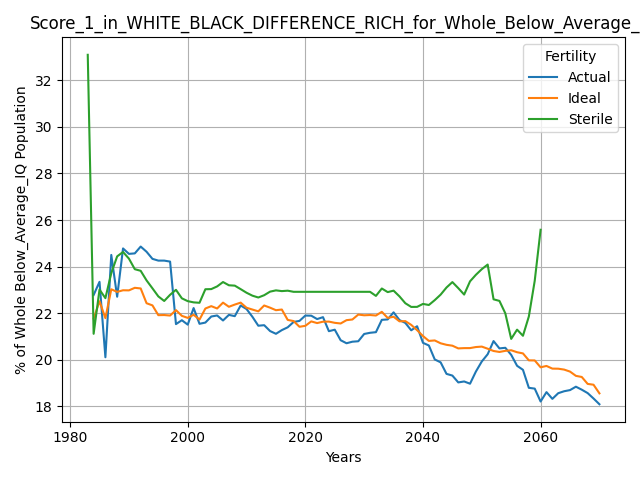 Score_1_in_WHITE_BLACK_DIFFERENCE_RICH_for_Whole_Below_Average_
Fertility
Actual
Ideal
Sterile
% of Whole Below_Average_IQ Population
32
30
28
26
24
22
20
18
1980
2000
2020
2040
2060
Years